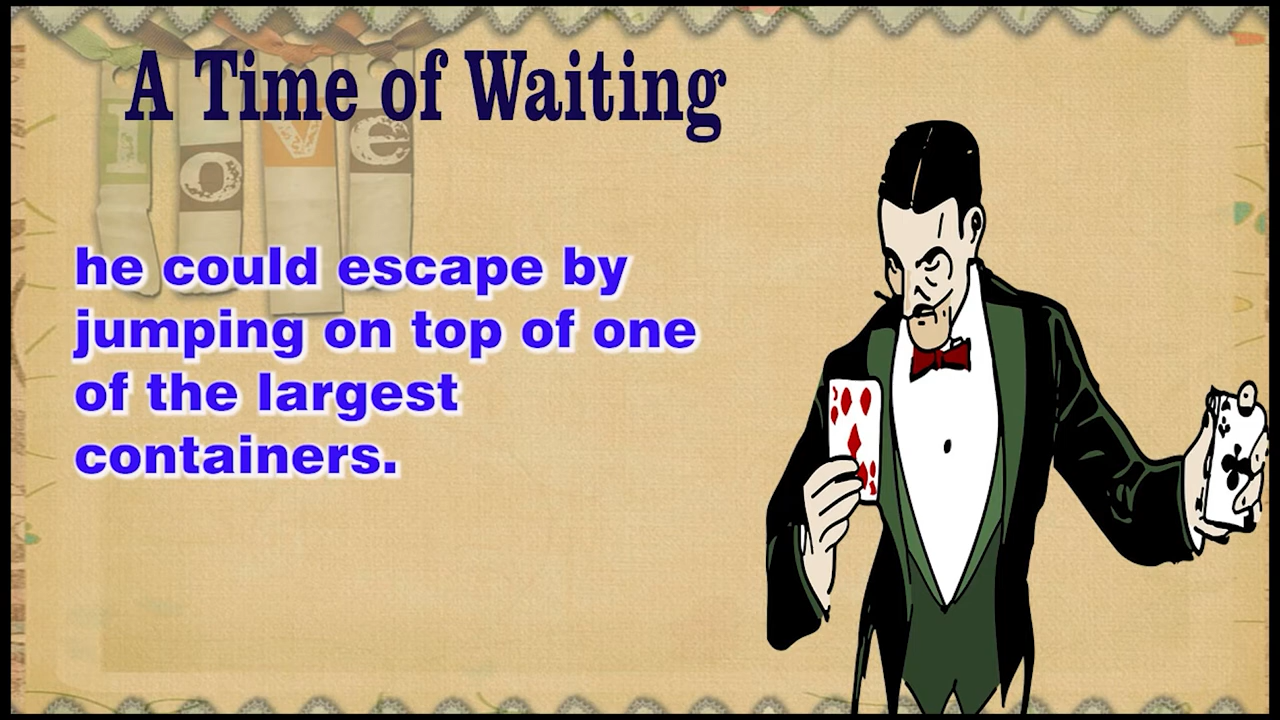 A Time of Waiting
love
he could escape by
jumping on top of one
of the largest
containers.